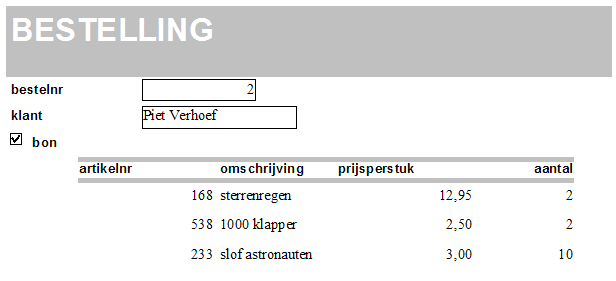 BESTELLING
bestelnr 2
klant Piet Verhoef
bon
artikelnr omschrijving prijsperstuk aantal
168 sterrenregen 12,95 2
538 1000 klapper 2,50 2
233 slof astronauten 3,00 10